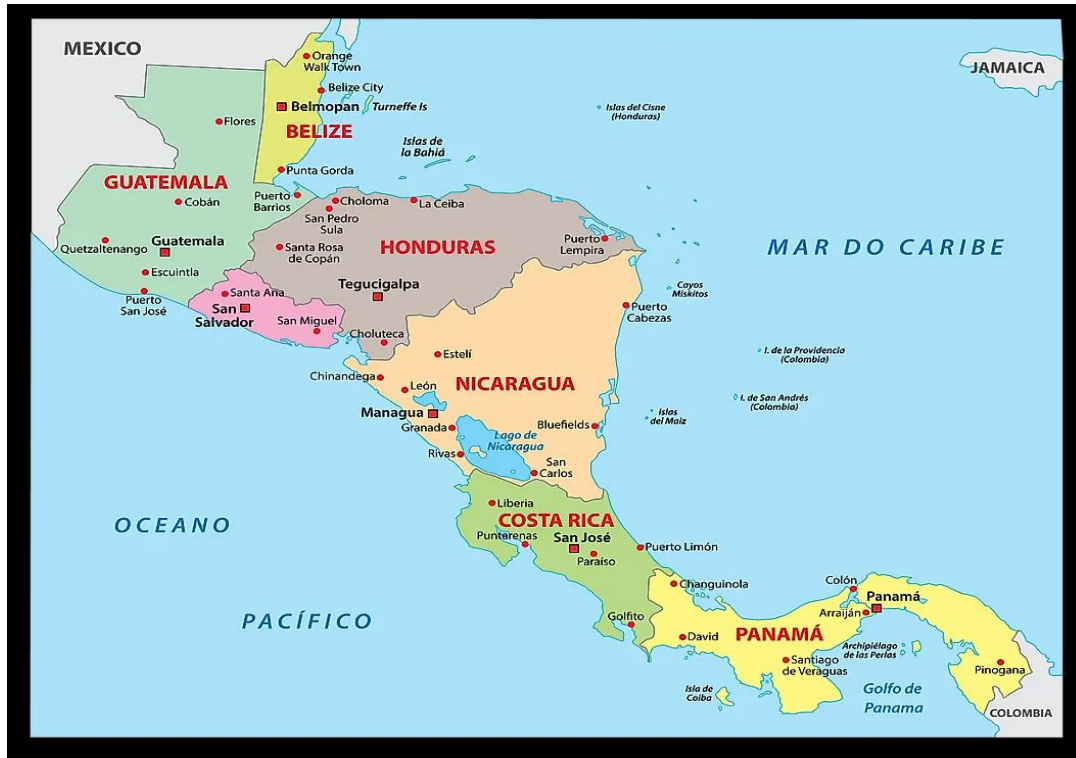 MEXICO
Orange
Walk Town
Belize City
Belmopan
Turneffe Is
BELIZE
Flores
JAMAICA
Islas del Cisne
(Honduras)
Islas de
la Bahiá
Punta Gorda
GUATEMALA
Cobán
Puerto
Barrios
Choloma
San Pedro
Sula
La Ceiba
Quetzaltenango
Guatemala
Santa Rosa
de Copán
HONDURAS
Puerto
Lempira
MAR DO CARIBE
Escuintla
Puerto
San José
Santa Ana
San
Salvador
San Miguel
Tegucigalpa
Choluteca
Cayos
Miskitos
Puerto
Cabezas
Estelí
Chinandega
León
NICARAGUA
I. de la Providencia
(Colombia)
I. de San Andrés
(Colombia)
Managua
Granada
Lago de
Nicaragua
Bluefields
Islas
del Maiz
Rivas
San
Carlos
OCEANO
Liberia
COSTA RICA
Puntarenas
San José
Paraíso
Puerto Limón
PACÍFICO
Changuinola
Colón
Panamá
Arraiján
Golfito
David
PANAMÁ
Archipiélago
de las Perlas
Santiago
de Veraguas
Pinogana
Isla de
Coiba
Golfo de
Panama
COLOMBIA